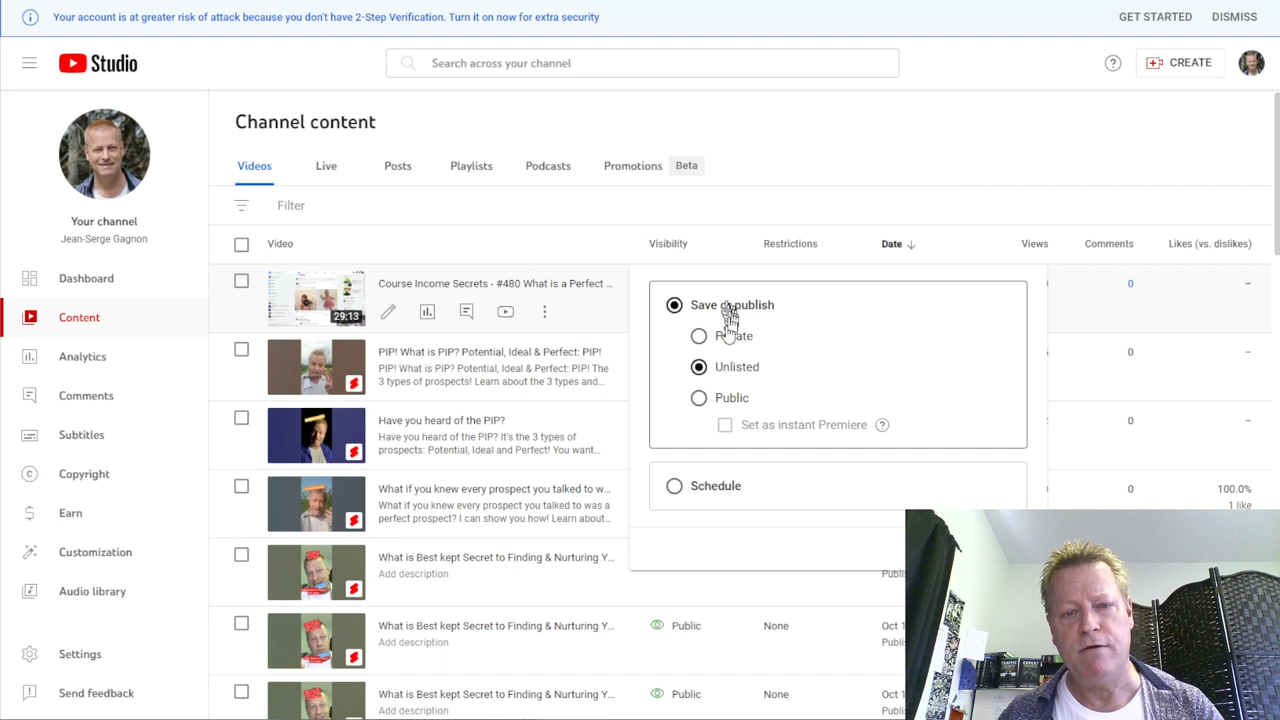 Your account is at greater risk of attack because you don't have 2-Step Verification. Turn it on now for extra security
GET STARTED
DISMISS
Studio
Search across your channel
CREATE
Your channel
Jean-Serge Gagnon
Dashboard
Content
Analytics
Comments
Subtitles
Copyright
Earn
Customization
Audio library
Settings
Send feedback
Channel content
Videos
Live
Posts
Playlists
Podcasts
Promotions
Beta
Filter
Video
Visibility
Restrictions
Date
Views
Comments
Likes (vs. dislikes)
29:13
Course Income Secrets - #480 What is a Perfect ...
0
–
PIP! What is PIP? Potential, Ideal & Perfect: PIP!
PIP! What is PIP? Potential, Ideal & Perfect: PIP! The
3 types of prospects! Learn about the 3 types and...
0
–
Have you heard of the PIP?
Have you heard of the PIP? It's the 3 types of
prospects: Potential, Ideal and Perfect! You want...
0
–
What if you knew every prospect you talked to w...
What if you knew every prospect you talked to was a
perfect prospect? I can show you how! Learn about...
0
100.0%
1 like
What is Best kept Secret to Finding & Nurturing Y...
Add description
What is Best kept Secret to Finding & Nurturing Y...
Add description
Public
None
Oct 1
What is Best kept Secret to Finding & Nurturing Y...
Add description
Public
None
Oct 1
Save publish
Unlisted
Public
Set as instant Premiere
Schedule